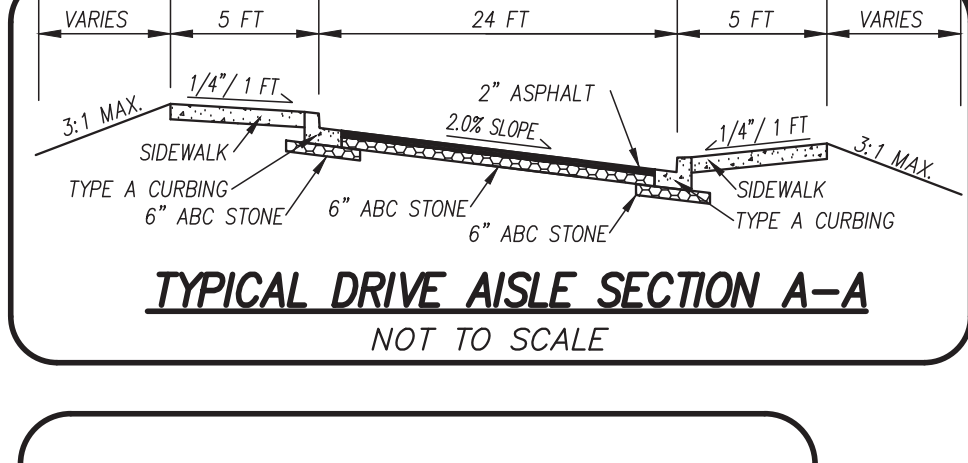 VARIES 5 FT 24 FT 5 FT VARIES
3:1 MAX.
1/4"/ 1 FT
2" ASPHALT
2.0% SLOPE
1/4"/ 1 FT
3:1 MAX.
SIDEWALK
TYPE A CURBING
6" ABC STONE
6" ABC STONE
6" ABC STONE
SIDEWALK
TYPE A CURBING
TYPICAL DRIVE AISLE SECTION A-A
NOT TO SCALE